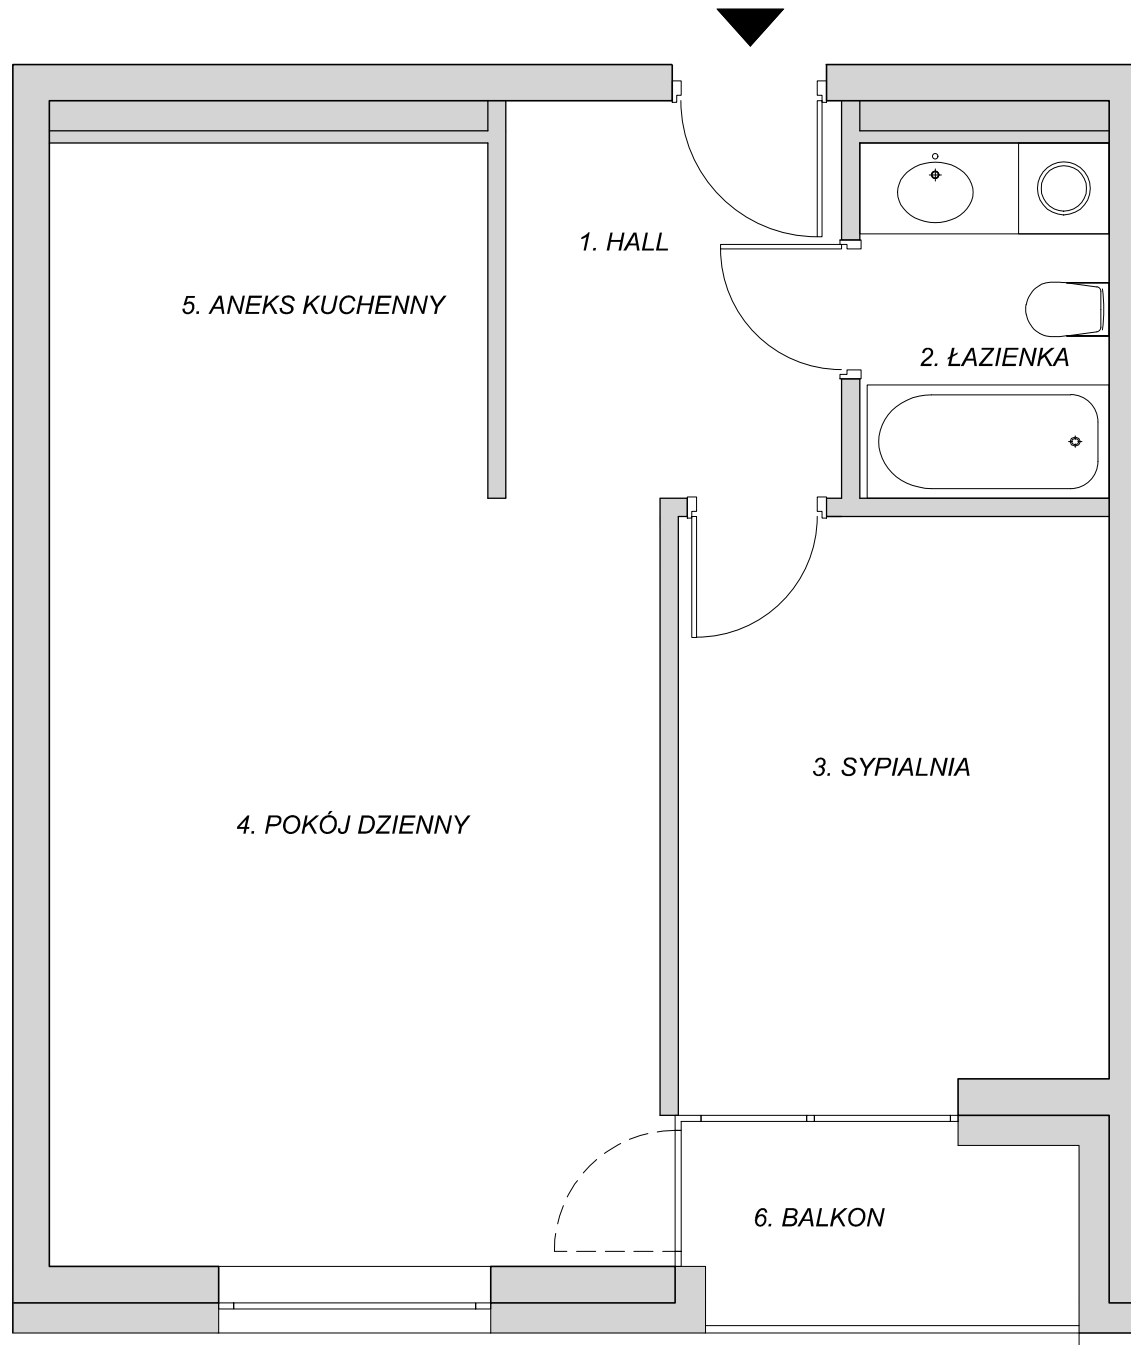 1. HALL
5. ANEKS KUCHENNY
2. ŁAZIENKA
3. SYPIALNIA
4. POKÓJ DZIENNY
6. BALKON